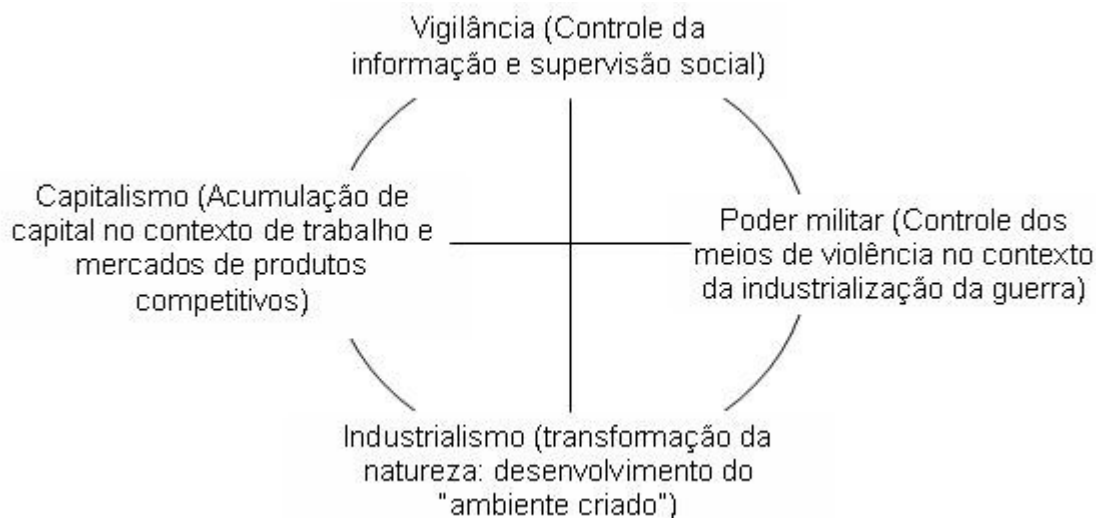 Vigilância (Controle da
informação e supervisão social)
Capitalismo (Acumulação de
capital no contexto de trabalho e
mercados de produtos
competitivos)
Poder militar (Controle dos
meios de violência no contexto
da industrialização da guerra)
Industrialismo (transformação da
natureza: desenvolvimento do
"ambiente criado")